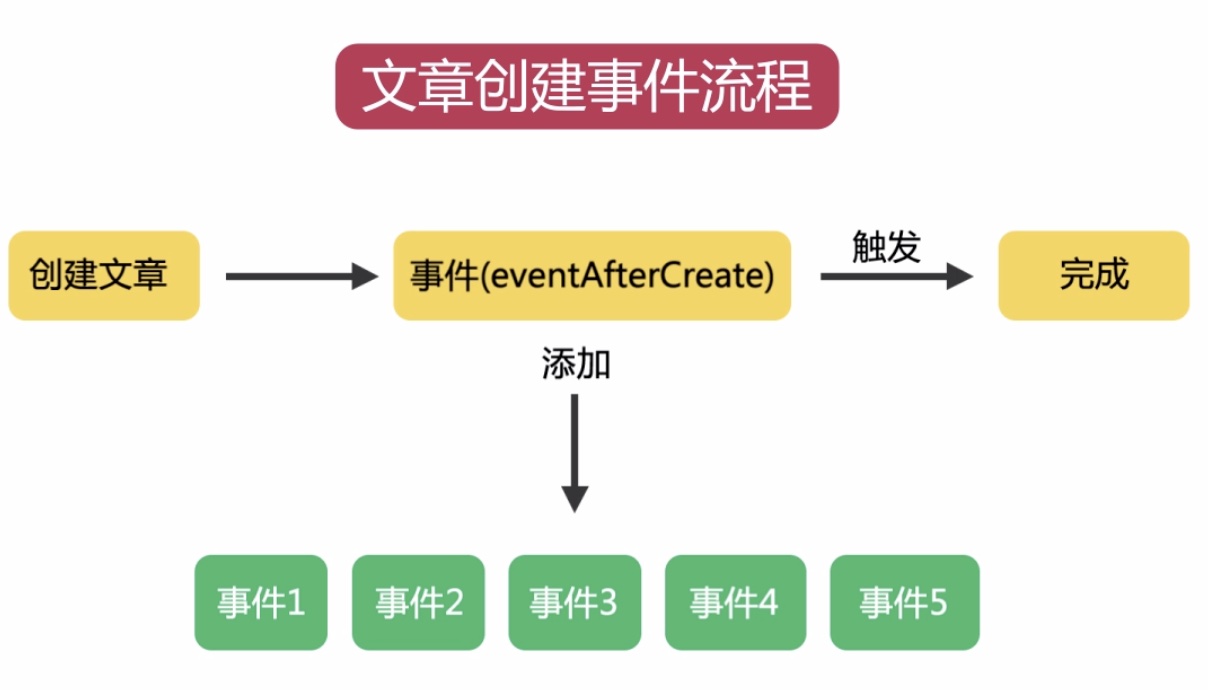 文章创建事件流程
创建文章
事件(eventAfterCreate)
触发
完成
添加
事件1
事件2
事件3
事件4
事件5